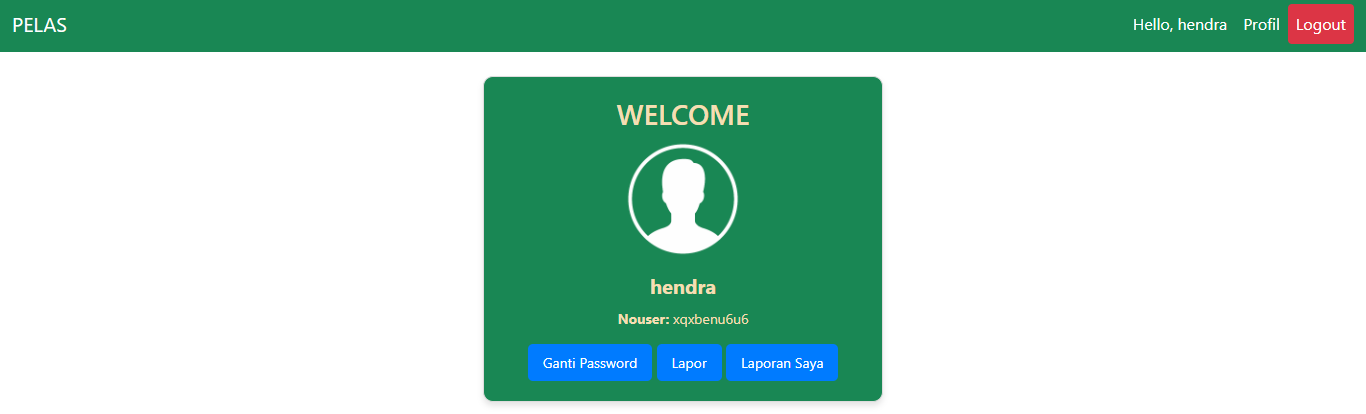 PELAS
Hello, hendra Profil Logout
WELCOME
hendra
Nouser: xqxbenu6u6
Ganti Password Lapor Laporan Saya